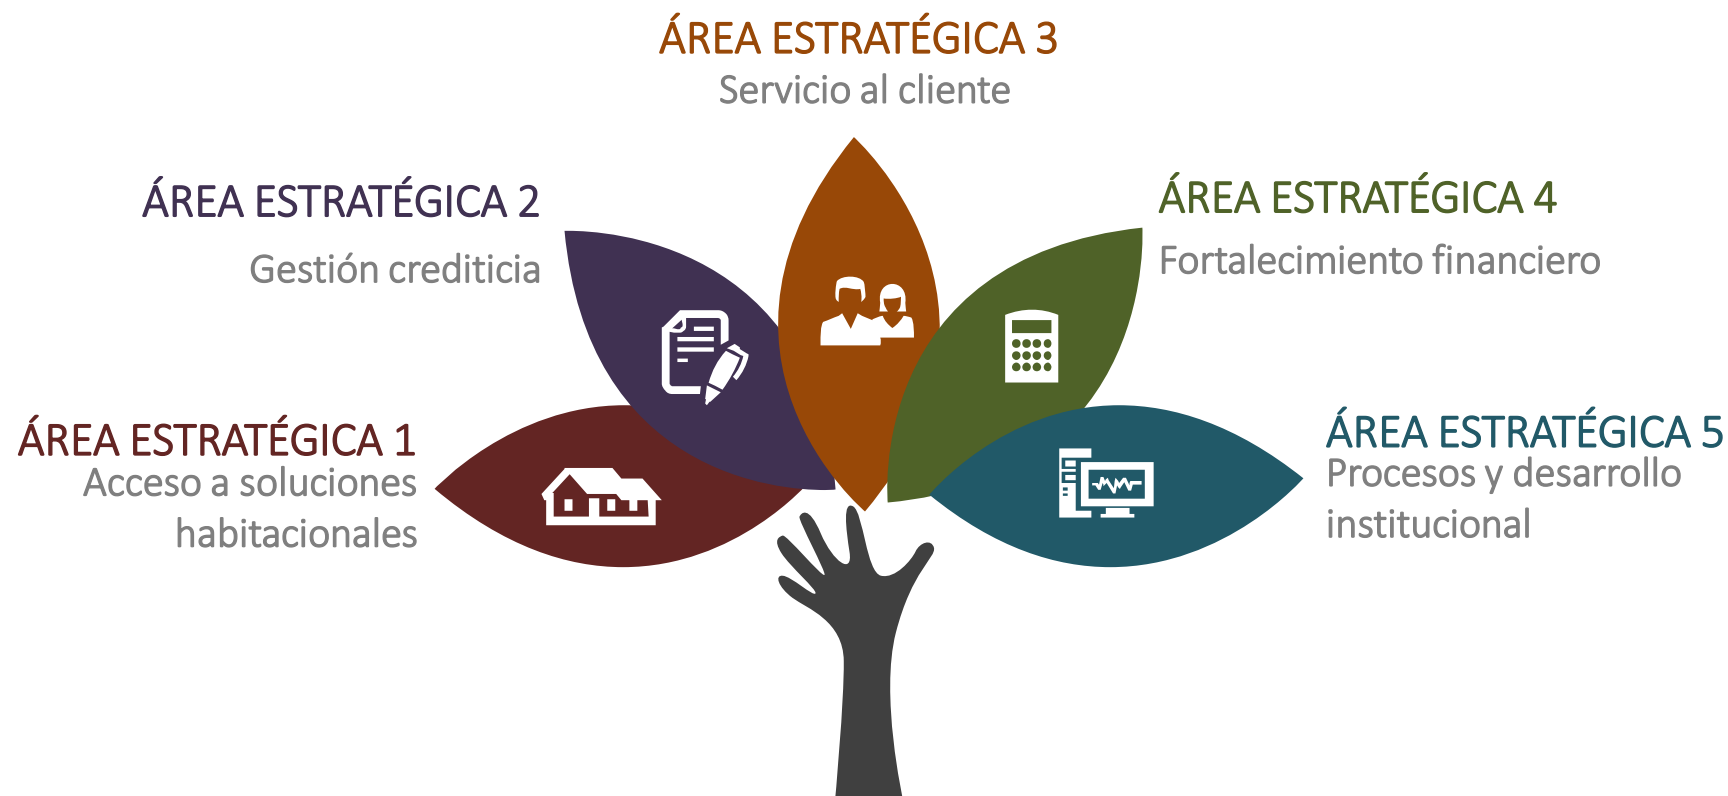 ÁREA ESTRATÉGICA 3
Servicio al cliente
ÁREA ESTRATÉGICA 2
Gestión crediticia
ÁREA ESTRATÉGICA 4
Fortalecimiento financiero
ÁREA ESTRATÉGICA 1
Acceso a soluciones
habitacionales
ÁREA ESTRATÉGICA 5
Procesos y desarrollo
institucional